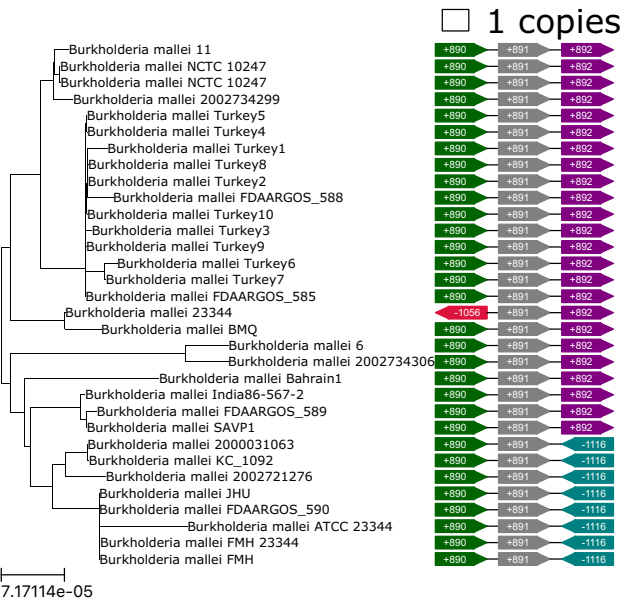 1 copies
Burkholderia mallei 11 +890 +891 +892
Burkholderia mallei NCTC 10247 +890 +891 +892
Burkholderia mallei NCTC 10247 +890 +891 +892
Burkholderia mallei 2002734299 +890 +891 +892
Burkholderia mallei Turkey5 +890 +891 +892
Burkholderia mallei Turkey4 +890 +891 +892
Burkholderia mallei Turkey1 +890 +891 +892
Burkholderia mallei Turkey8 +890 +891 +892
Burkholderia mallei Turkey2 +890 +891 +892
Burkholderia mallei FDAARGOS_588 +890 +891 +892
Burkholderia mallei Turkey10 +890 +891 +892
Burkholderia mallei Turkey3 +890 +891 +892
Burkholderia mallei Turkey9 +890 +891 +892
Burkholderia mallei Turkey6 +890 +891 +892
Burkholderia mallei Turkey7 +890 +891 +892
Burkholderia mallei FDAARGOS_585 +890 +891 +892
Burkholderia mallei 23344 -1056 +891 +892
Burkholderia mallei BMQ +890 +891 +892
Burkholderia mallei 6 +890 +891 +892
Burkholderia mallei 2002734306 +890 +891 +892
Burkholderia mallei Bahrain1 +890 +891 +892
Burkholderia mallei India86-567-2 +890 +891 +892
Burkholderia mallei FDAARGOS_589 +890 +891 +892
Burkholderia mallei SAVP1 +890 +891 +892
Burkholderia mallei 2000031063 +890 +891 -1116
Burkholderia mallei KC_1092 +890 +891 -1116
Burkholderia mallei 2002721276 +890 +891 -1116
Burkholderia mallei JHU +890 +891 -1116
Burkholderia mallei FDAARGOS_590 +890 +891 -1116
Burkholderia mallei ATCC 23344 +890 +891 -1116
Burkholderia mallei FMH 23344 +890 +891 -1116
Burkholderia mallei FMH +890 +891 -1116
7.17114e-05